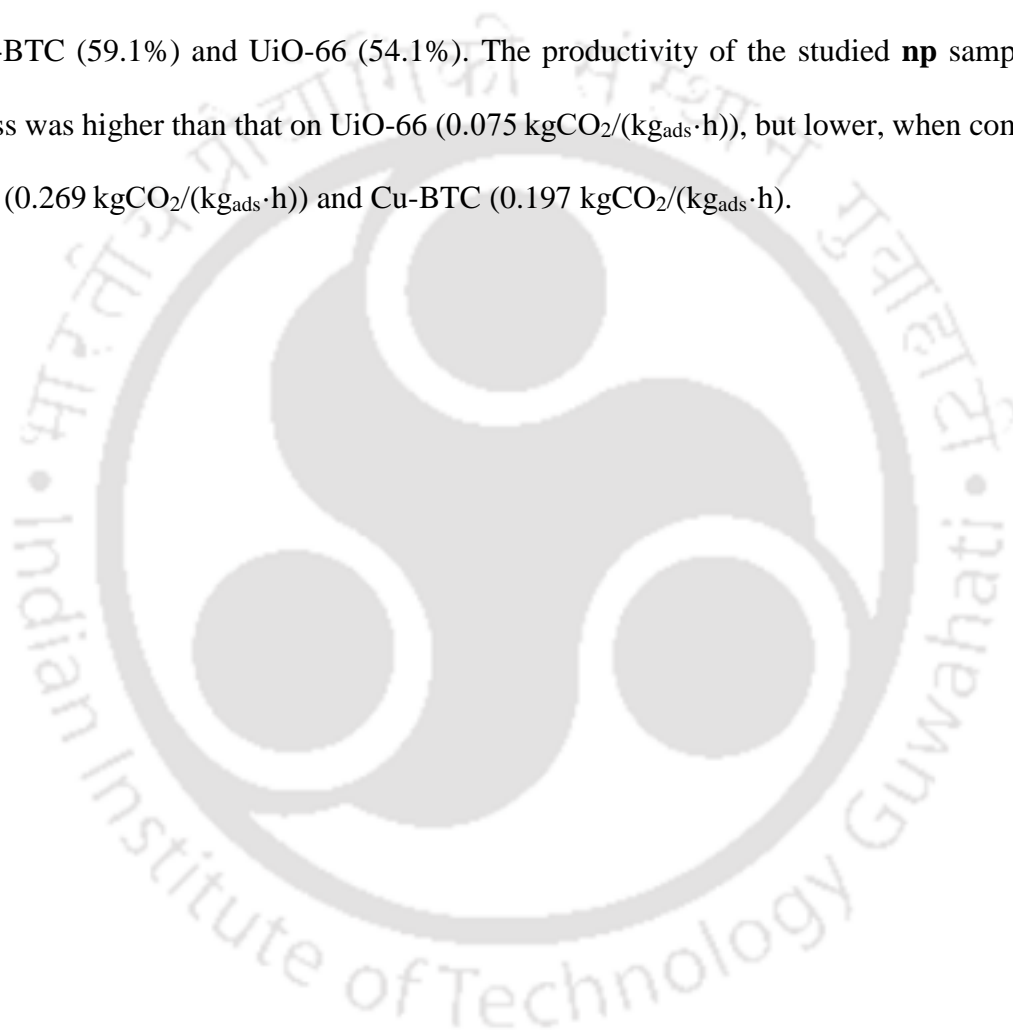 -BTC (59.1%) and UiO-66 (54.1%). The productivity of the studied np samp
ss was higher than that on UiO-66 (0.075 kgCO₂/(kgads·h)), but lower, when con
(0.269 kgCO₂/(kgads·h)) and Cu-BTC (0.197 kgCO₂/(kgads·h).
भारतीय प्रौद्योगिकी संस्थान गुवाहाटी
• Indian Institute of Technology Guwahati •